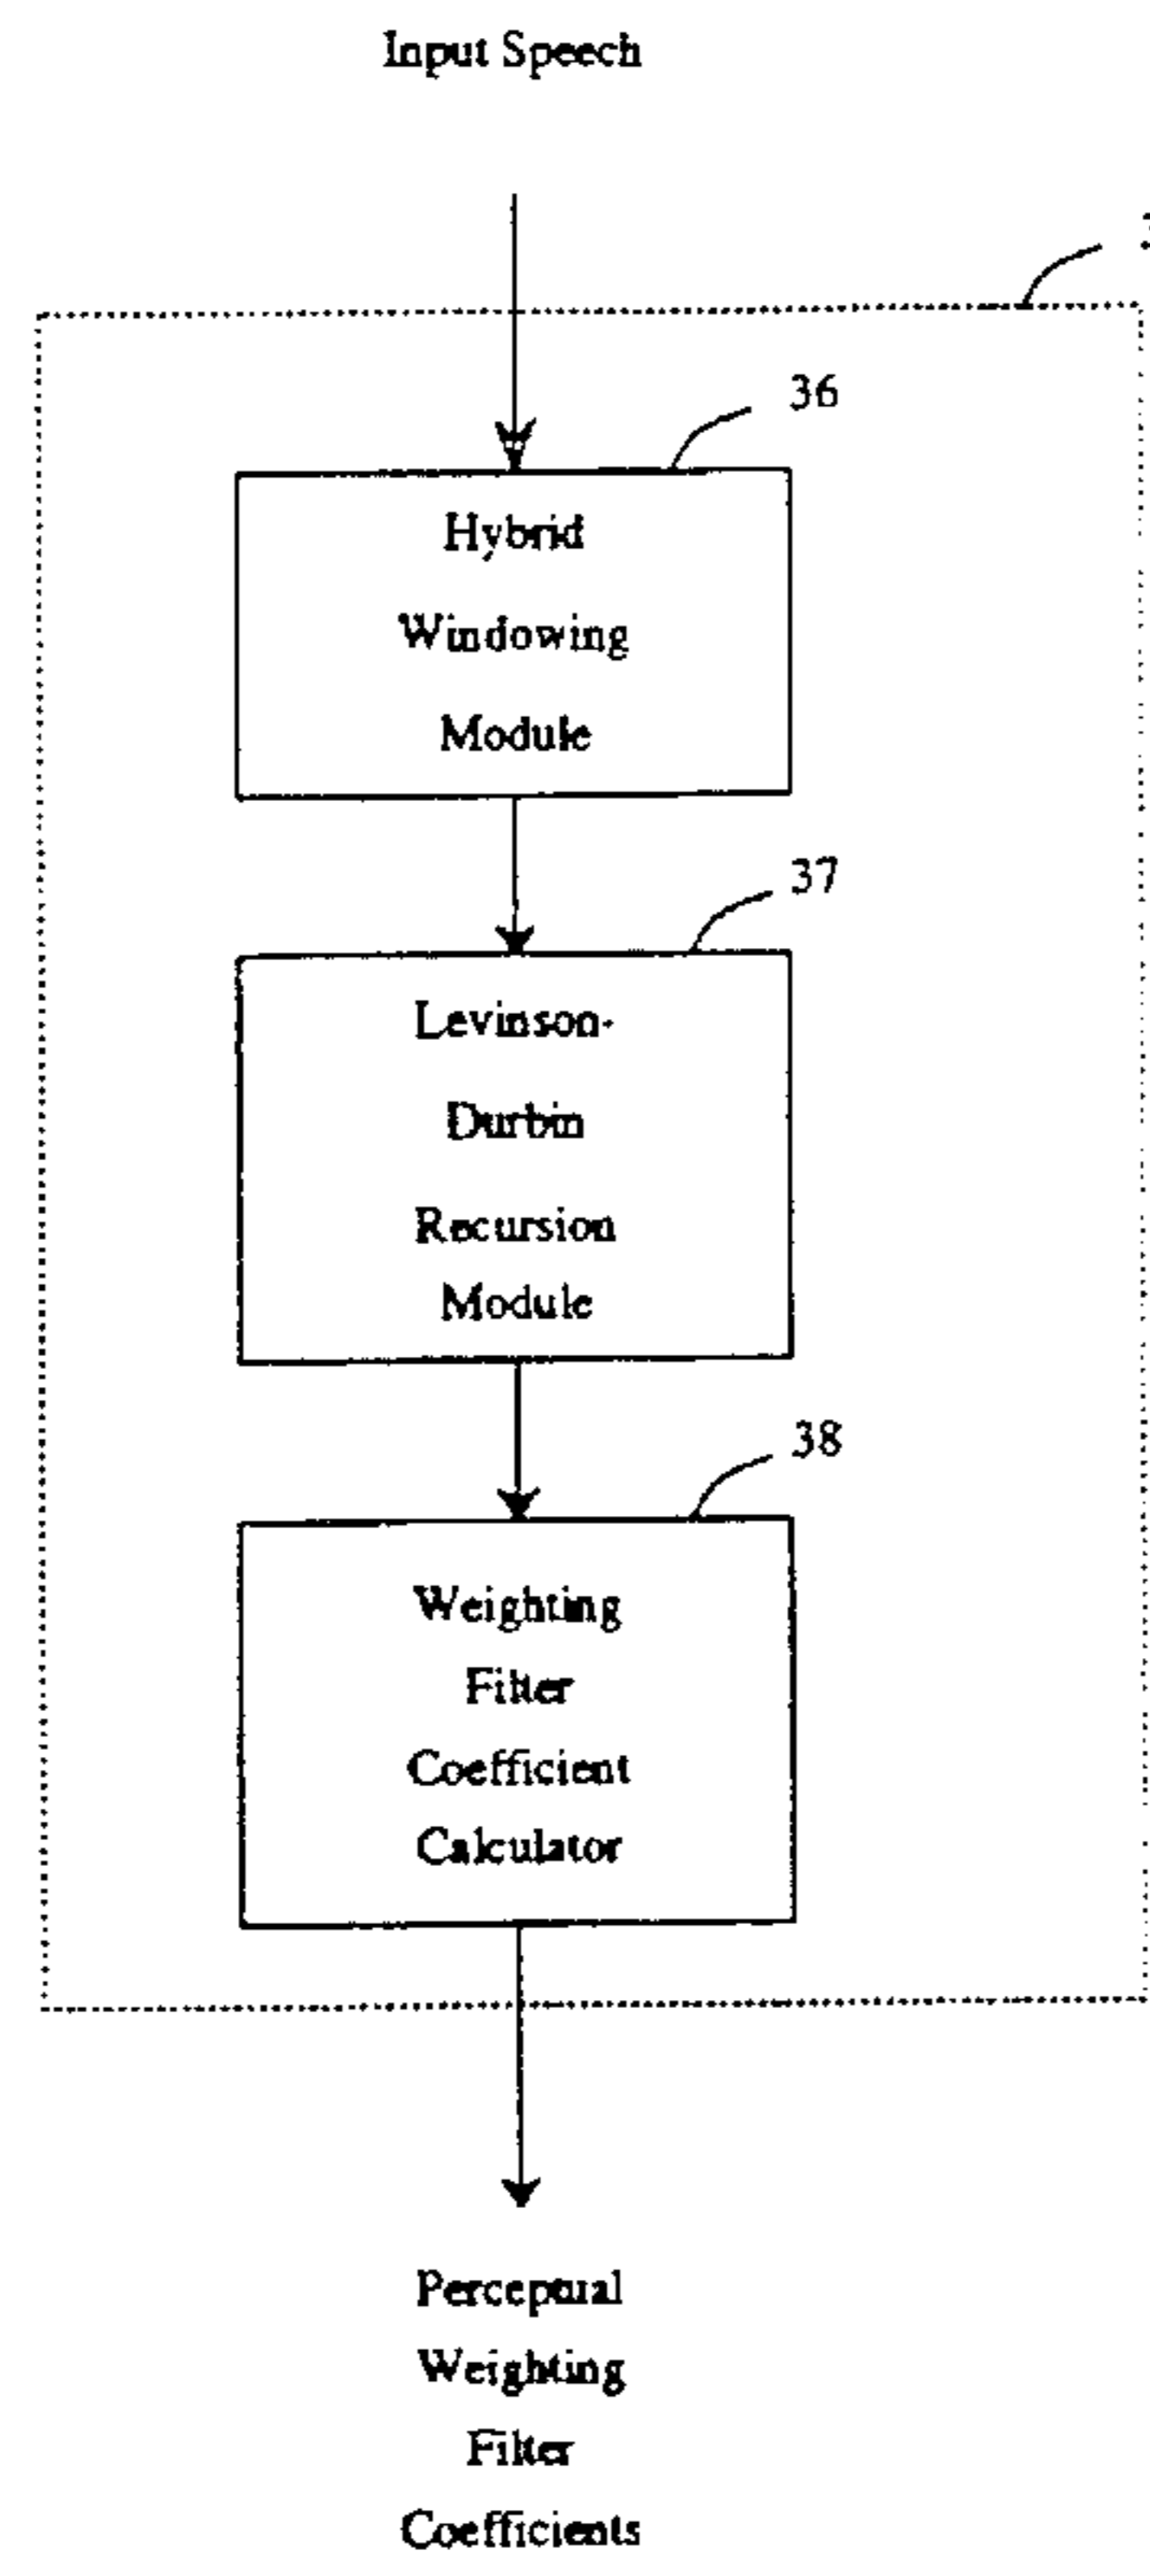 Input Speech
36
Hybrid
Windowing
Module
37
Levinson-
Durbin
Recursion
Module
38
Weighting
Filter
Coefficient
Calculator
Perceptual
Weighting
Filter
Coefficients